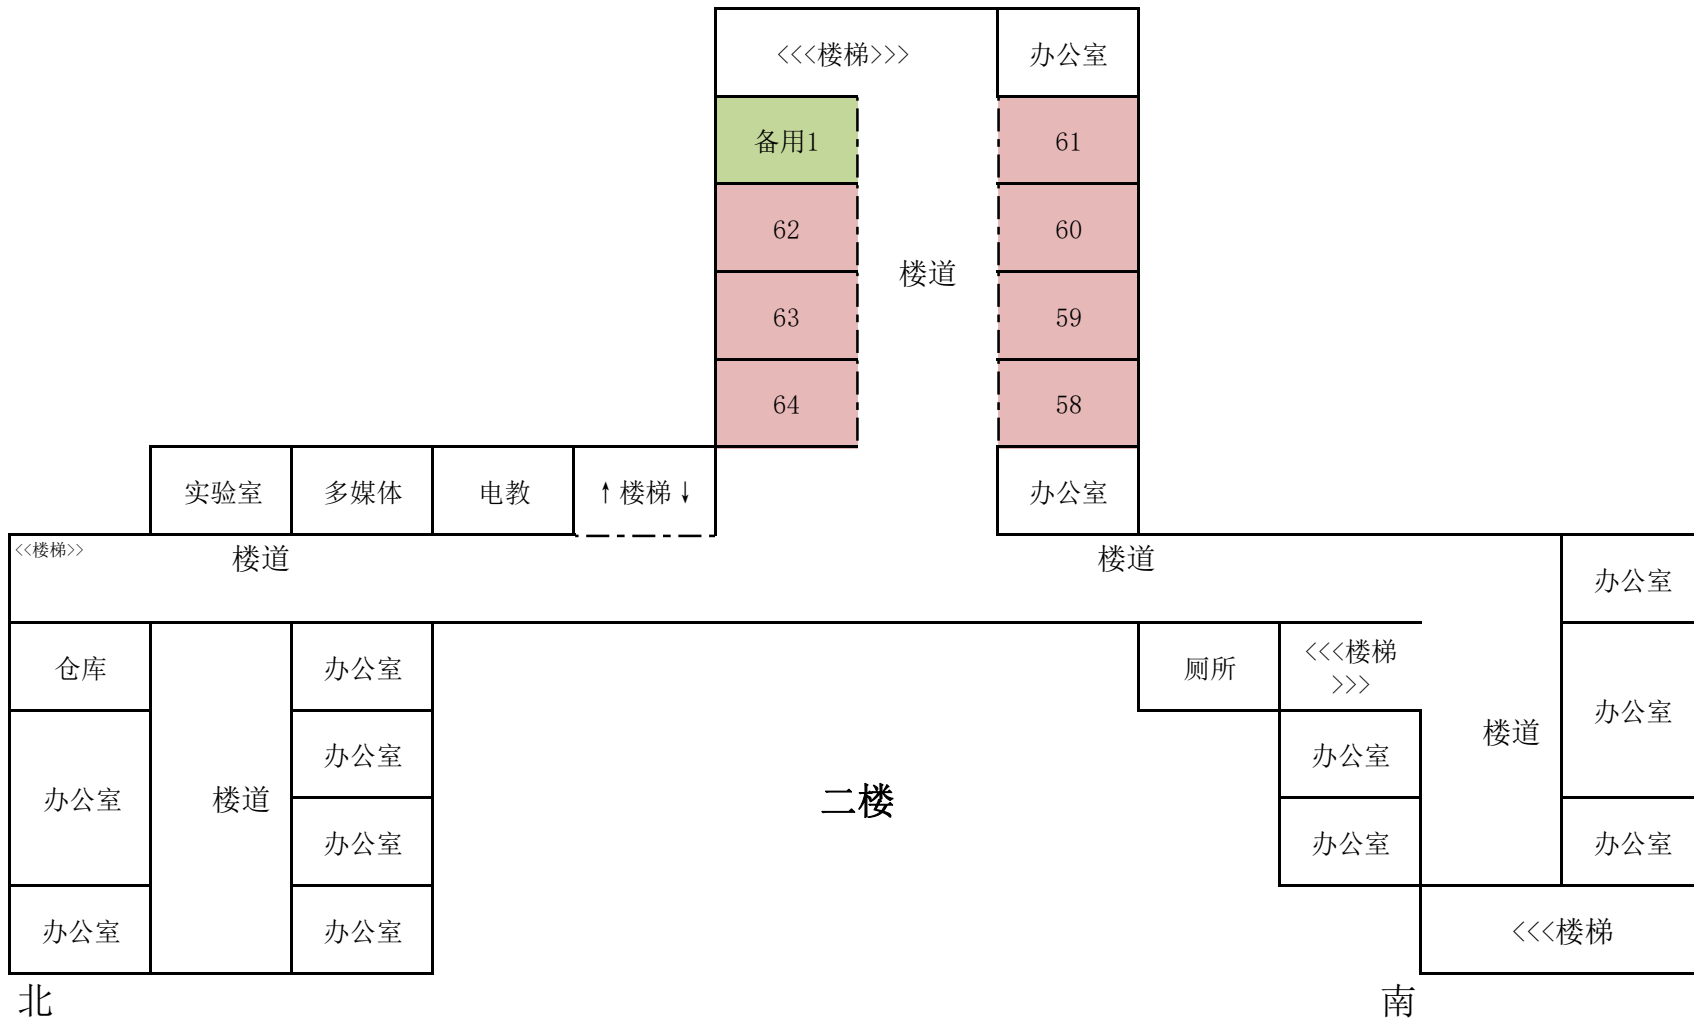 <<<楼梯>>>
办公室
备用1
61
62
60
楼道
63
59
64
58
实验室
多媒体
电教
↑楼梯↓
办公室
<<楼梯>>
楼道
楼道
办公室
仓库
办公室
厕所
<<<楼梯
>>>
办公室
楼道
办公室
办公室
办公室
楼道
二楼
办公室
办公室
办公室
办公室
办公室
<<<楼梯
北
南